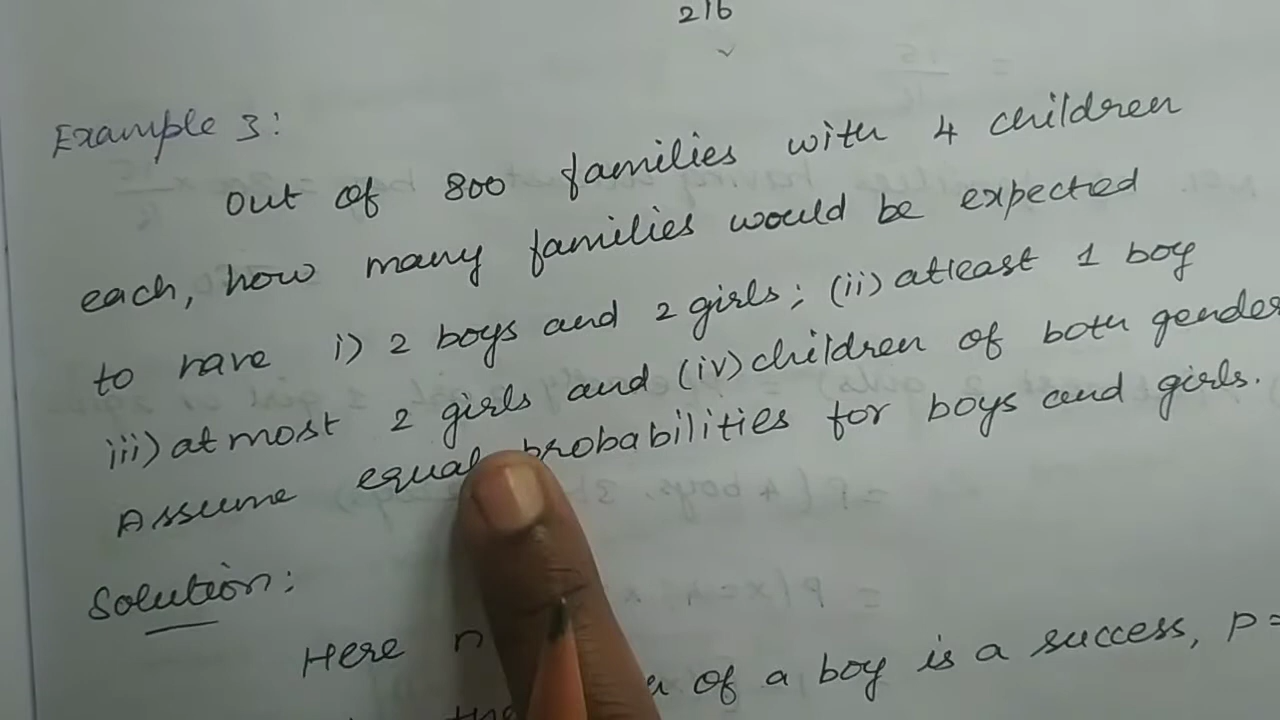 216
Example 3:
out of 800 families with 4 children
each, how many families would be expected
to have i) 2 boys and 2 girls; (ii) atleast 1 boy
iii) atmost 2 girls and (iv) children of both gender
Assume equal probabilities for boys and girls.
Solution:
Here n
of a boy is a success, p=